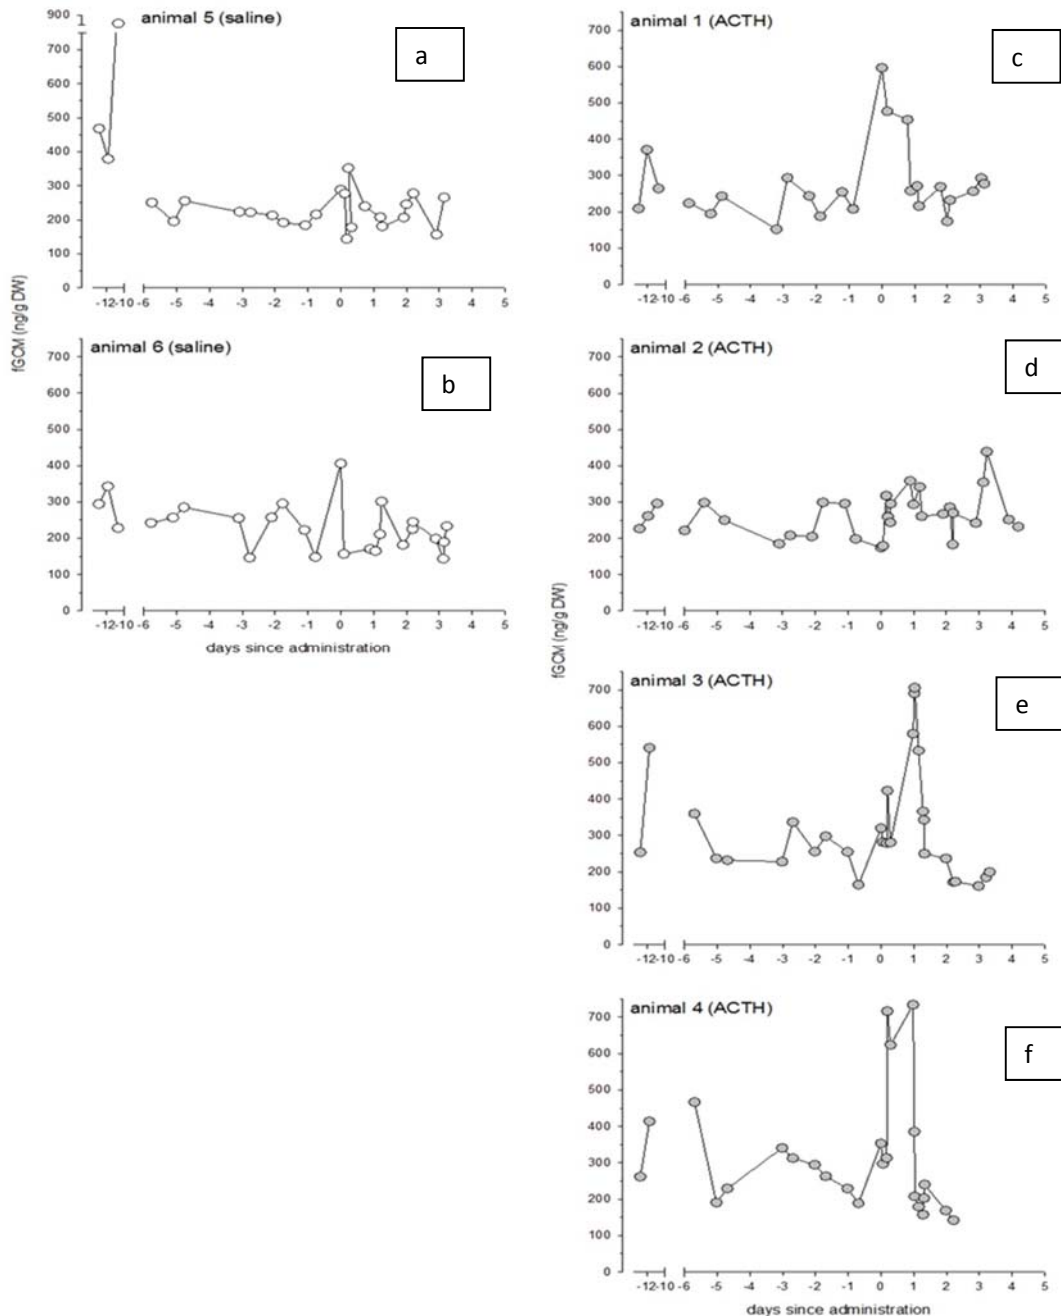 animal 5 (saline)
a
900
700
600
500
400
300
200
100
0
-12 -10 -6 -5 -4 -3 -2 -1 0 1 2 3 4 5
fGCM (ng/g DW)
animal 6 (saline)
b
700
600
500
400
300
200
100
0
-12 -10 -6 -5 -4 -3 -2 -1 0 1 2 3 4 5
days since administration
animal 1 (ACTH)
c
700
600
500
400
300
200
100
0
-12 -10 -6 -5 -4 -3 -2 -1 0 1 2 3 4 5
animal 2 (ACTH)
d
700
600
500
400
300
200
100
0
-12 -10 -6 -5 -4 -3 -2 -1 0 1 2 3 4 5
fGCM (ng/g DW)
animal 3 (ACTH)
e
700
600
500
400
300
200
100
0
-12 -10 -6 -5 -4 -3 -2 -1 0 1 2 3 4 5
animal 4 (ACTH)
f
700
600
500
400
300
200
100
0
-12 -10 -6 -5 -4 -3 -2 -1 0 1 2 3 4 5
days since administration